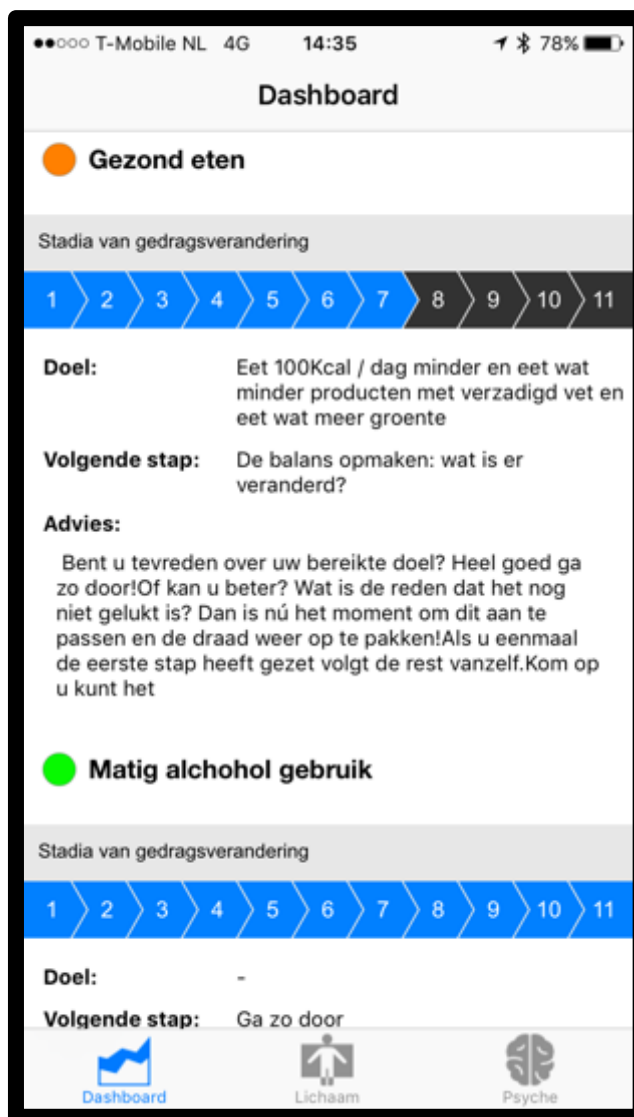 T-Mobile NL 4G 14:35 78%
Dashboard
Gezond eten
Stadia van gedragsverandering
1 2 3 4 5 6 7 8 9 10 11
Doel: Eet 100Kcal / dag minder en eet wat
minder producten met verzadigd vet en
eet wat meer groente
Volgende stap: De balans opmaken: wat is er
veranderd?
Advies:
Bent u tevreden over uw bereikte doel? Heel goed ga
zo door!Of kan u beter? Wat is de reden dat het nog
niet gelukt is? Dan is nú het moment om dit aan te
passen en de draad weer op te pakken!Als u eenmaal
de eerste stap heeft gezet volgt de rest vanzelf.Kom op
u kunt het
Matig alchohol gebruik
Stadia van gedragsverandering
1 2 3 4 5 6 7 8 9 10 11
Doel: -
Volgende stap: Ga zo door
Dashboard Lichaam Psyche